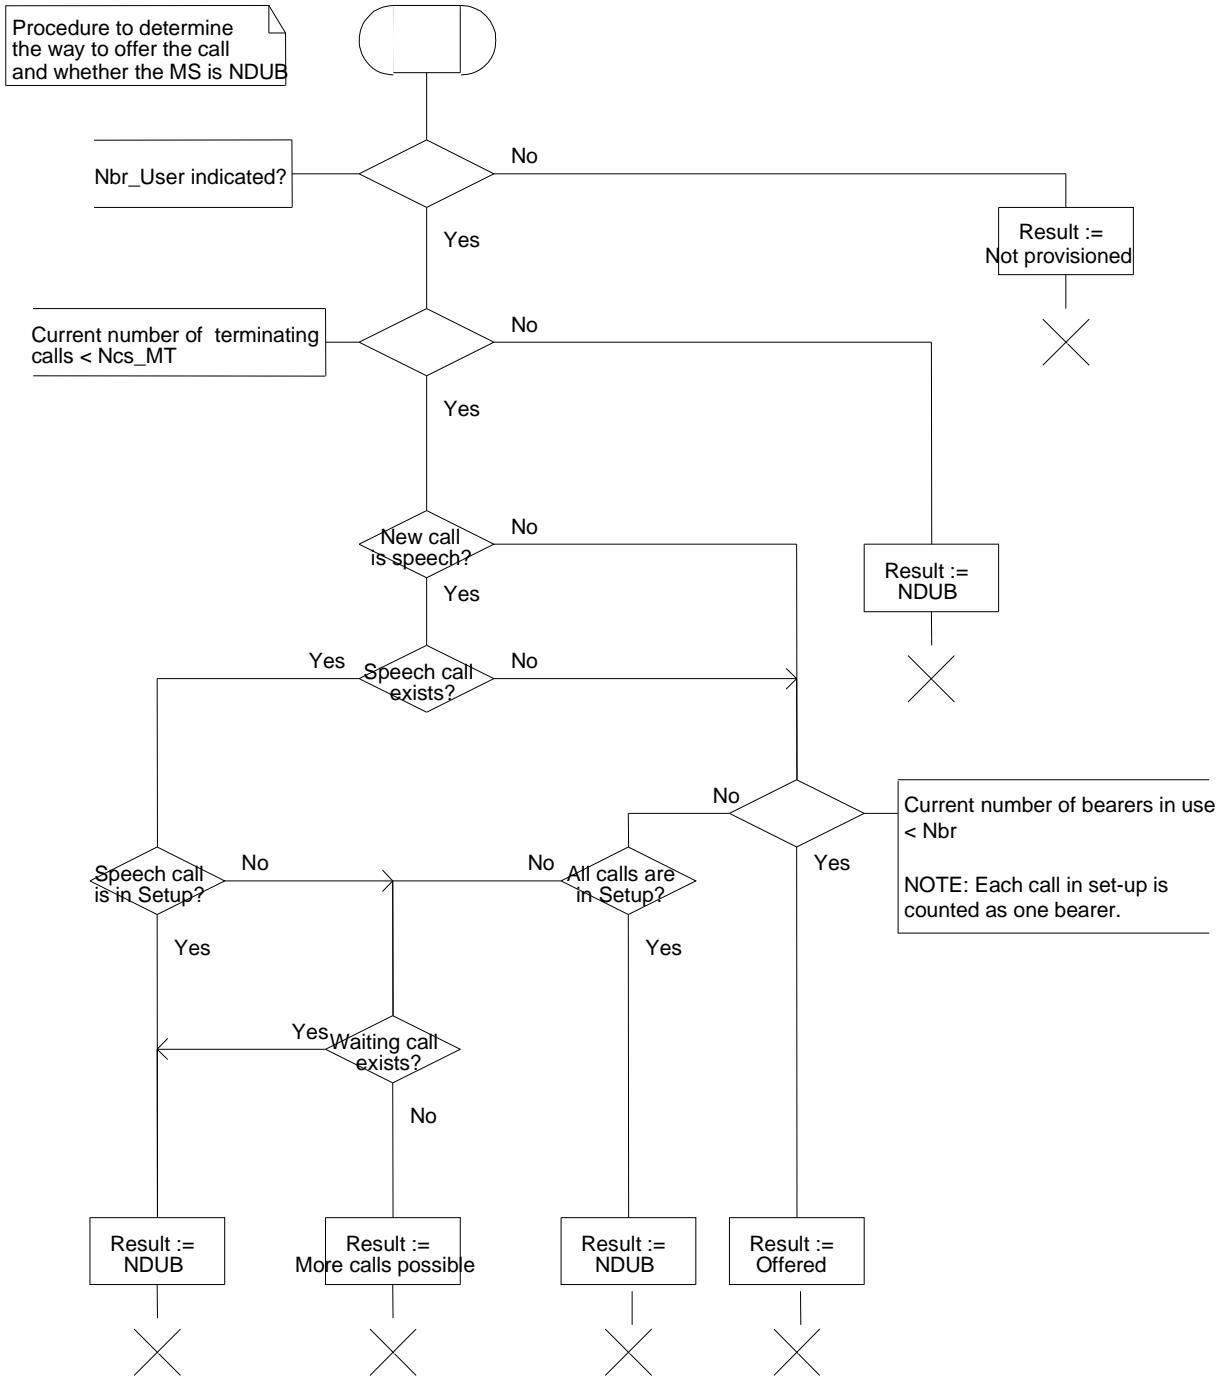 Procedure to determine
the way to offer the call
and whether the MS is NDUB
No
Nbr_User indicated?
Yes
Result :=
Not provisioned
No
Current number of  terminating
calls < Ncs_MT
Yes
No
New call
is speech?
Yes
Result :=
NDUB
Yes
No
Speech call
exists?
No
Current number of bearers in use
< Nbr
NOTE: Each call in set-up is
counted as one bearer.
Yes
No
No
Speech call
is in Setup?
All calls are
in Setup?
Yes
Yes
Yes
Waiting call
exists?
No
Result :=
NDUB
Result :=
More calls possible
Result :=
NDUB
Result :=
Offered